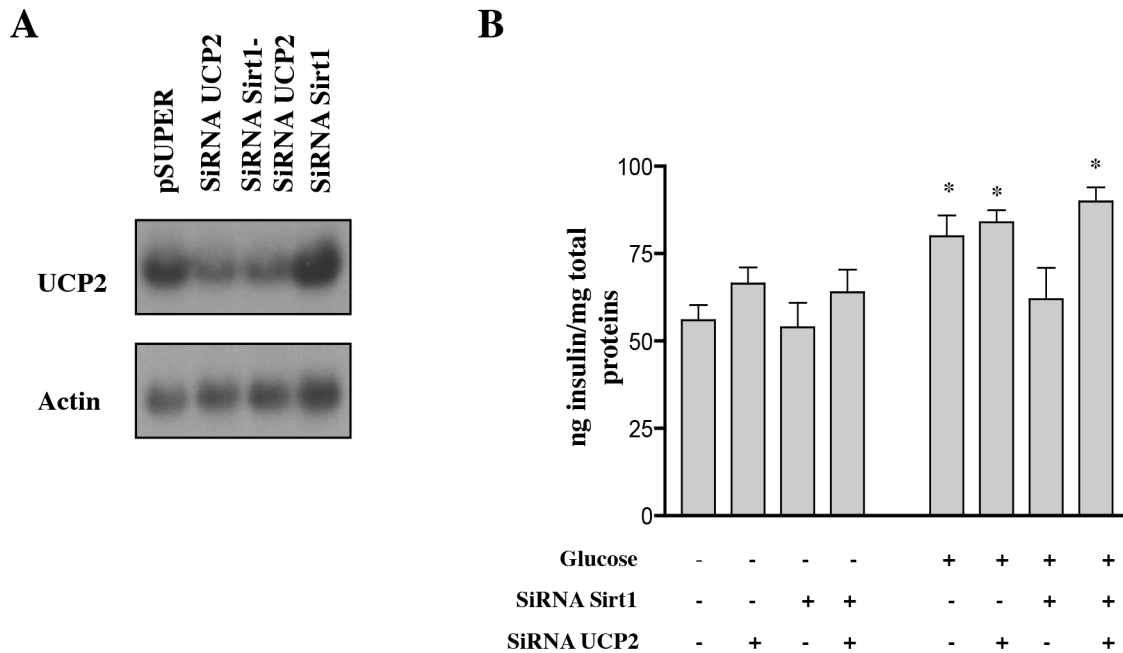 A
B
pSUPER
SiRNA UCP2
SiRNA Sirt1-
SiRNA UCP2
SiRNA Sirt1
UCP2
Actin
ng insulin/mg total
proteins
100
75
50
25
0
* * *
Glucose - - - - + + + +
SiRNA Sirt1 - - + + - - + +
SiRNA UCP2 - + - + - + - +